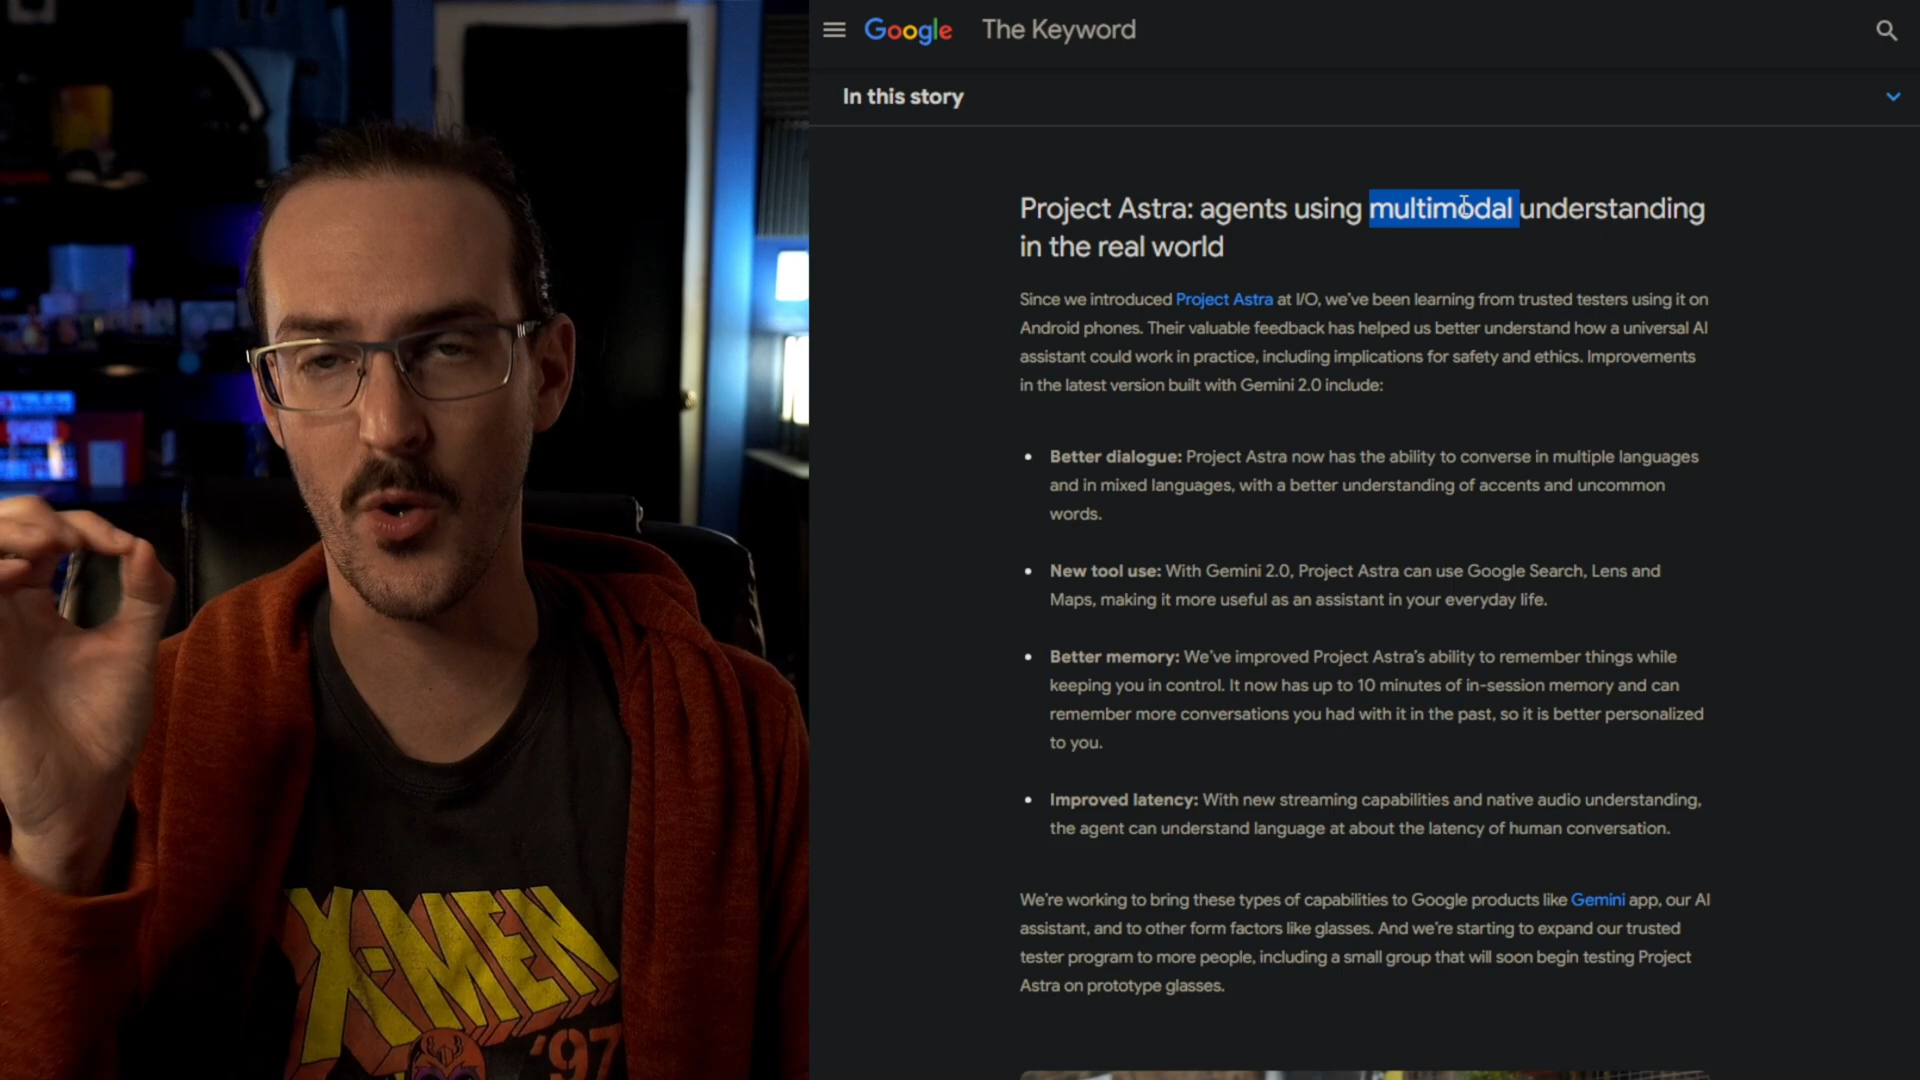 Google The Keyword
In this story
Project Astra: agents using multimodal understanding
in the real world
Since we introduced Project Astra at I/O, we've been learning from trusted testers using it on
Android phones. Their valuable feedback has helped us better understand how a universal AI
assistant could work in practice, including implications for safety and ethics. Improvements
in the latest version built with Gemini 2.0 include:
• Better dialogue: Project Astra now has the ability to converse in multiple languages
and in mixed languages, with a better understanding of accents and uncommon
words.
• New tool use: With Gemini 2.0, Project Astra can use Google Search, Lens and
Maps, making it more useful as an assistant in your everyday life.
• Better memory: We've improved Project Astra's ability to remember things while
keeping you in control. It now has up to 10 minutes of in-session memory and can
remember more conversations you had with it in the past, so it is better personalized
to you.
• Improved latency: With new streaming capabilities and native audio understanding,
the agent can understand language at about the latency of human conversation.
We're working to bring these types of capabilities to Google products like Gemini app, our AI
assistant, and to other form factors like glasses. And we're starting to expand our trusted
tester program to more people, including a small group that will soon begin testing Project
Astra on prototype glasses.
X-MEN
'97